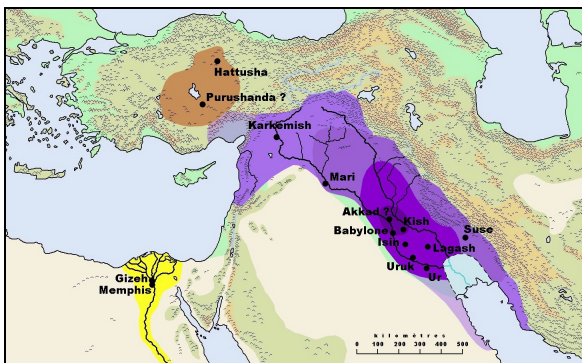 Hattusha
Purushanda ?
Karkemish
Mari
Akkad ?
Kish
Babylone
Suse
Isin
Lagash
Uruk
Ur
Gizeh
Memphis
kilomètres
0 100 200 300 400 500